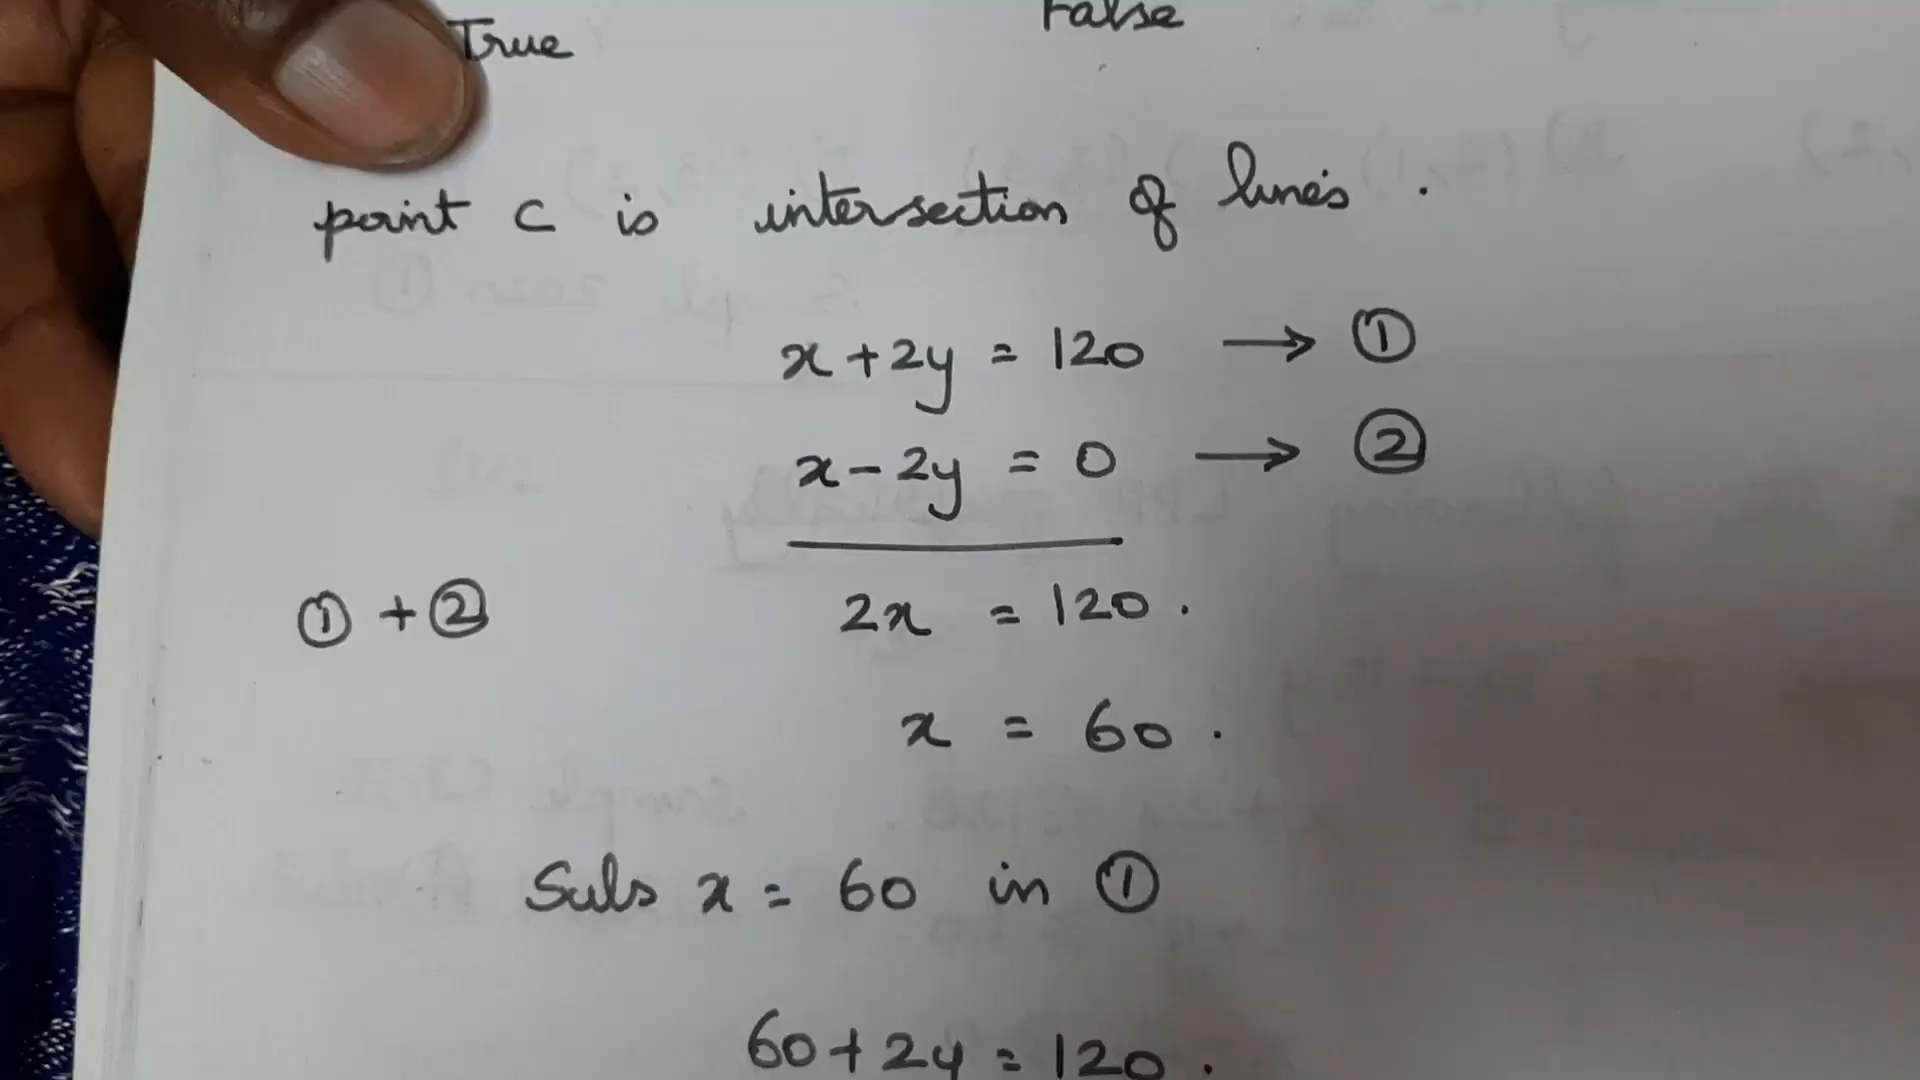 True False
point C is intersection of lines .
x + 2y = 120 → ①
x - 2y = 0 → ②
① + ② 2x = 120 .
x = 60 .
Subs x = 60 in ①
60 + 2y = 120 .